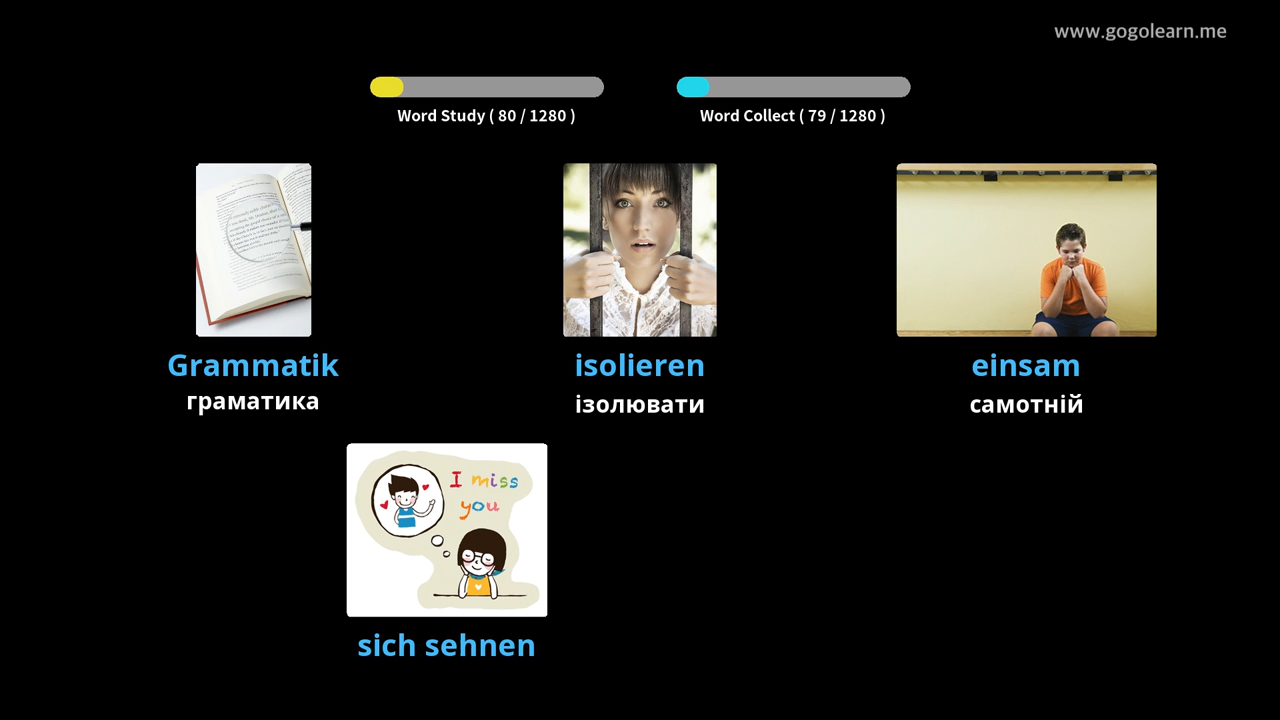 www.gogolearn.me
Word Study ( 80 / 1280 )
Word Collect ( 79 / 1280 )
Grammatik
граматика
isolieren
ізолювати
einsam
самотній
I miss
you
sich sehnen